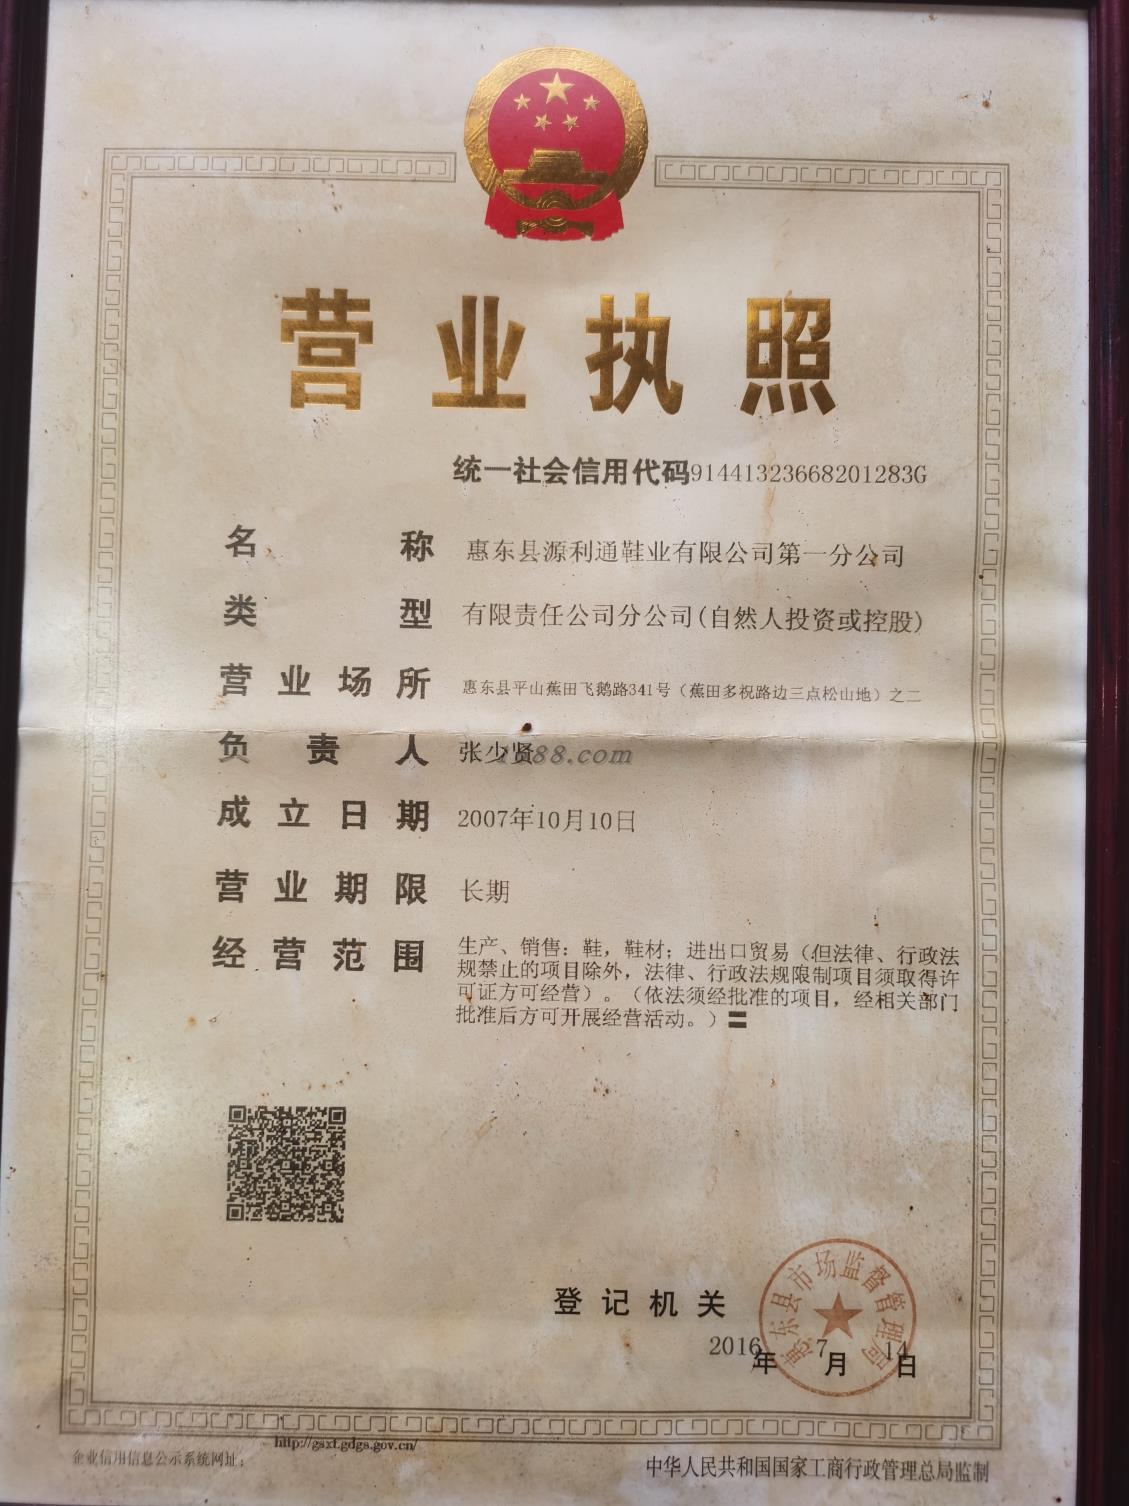 营业执照
统一社会信用代码91441323668201283G
名称 惠东县源利通鞋业有限公司第一分公司
类型 有限责任公司分公司(自然人投资或控股)
营业场所 惠东县平山蕉田飞鹅路341号（蕉田多祝路边三点松山地）之二
负责人 张少贤
88.com
成立日期 2007年10月10日
营业期限 长期
经营范围 生产、销售：鞋，鞋材；进出口贸易（但法律、行政法
规禁止的项目除外，法律、行政法规限制项目须取得许
可证方可经营）。（依法须经批准的项目，经相关部门
批准后方可开展经营活动。）〓
登记机关
惠东县市场监督管理局
2016年7月14日
http://gsxt.gdgs.gov.cn/
企业信用信息公示系统网址：
中华人民共和国国家工商行政管理总局监制